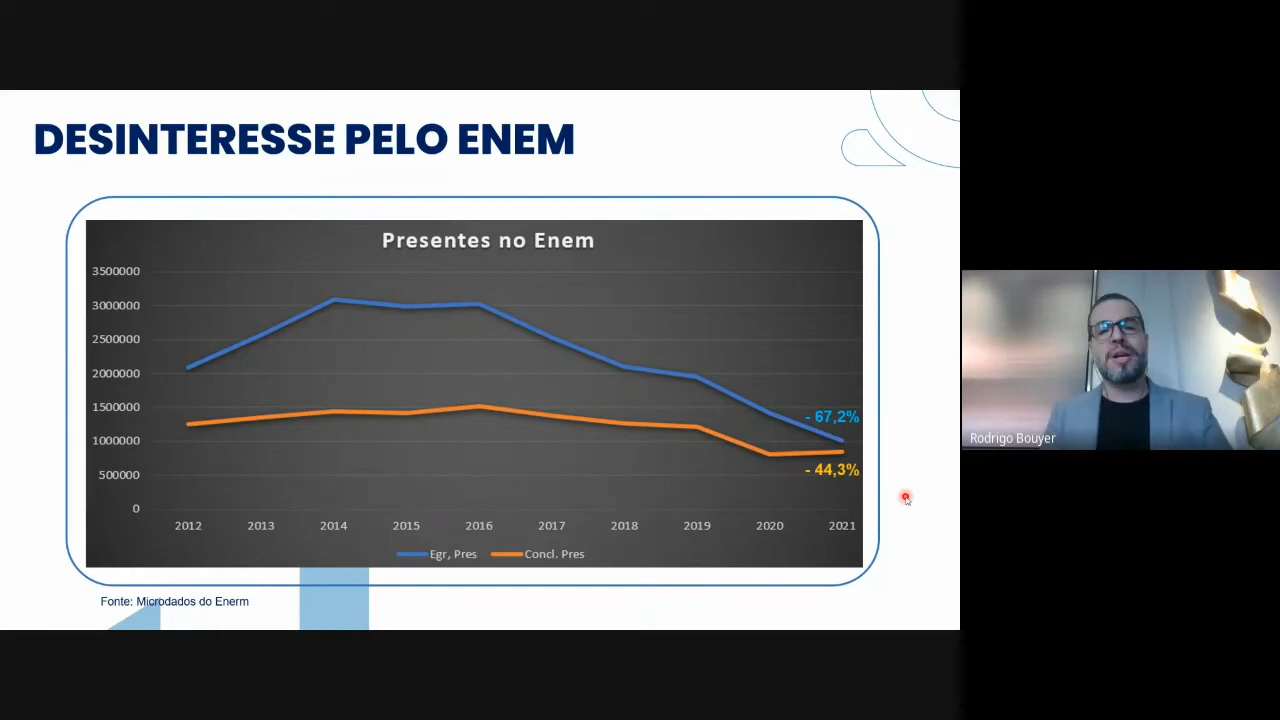 DESINTERESSE PELO ENEM
Presentes no Enem
3500000
3000000
2500000
2000000
1500000
1000000
500000
0
- 67,2%
- 44,3%
2012 2013 2014 2015 2016 2017 2018 2019 2020 2021
Egr, Pres Concl. Pres
Fonte: Microdados do Enerm
Rodrigo Bouyer